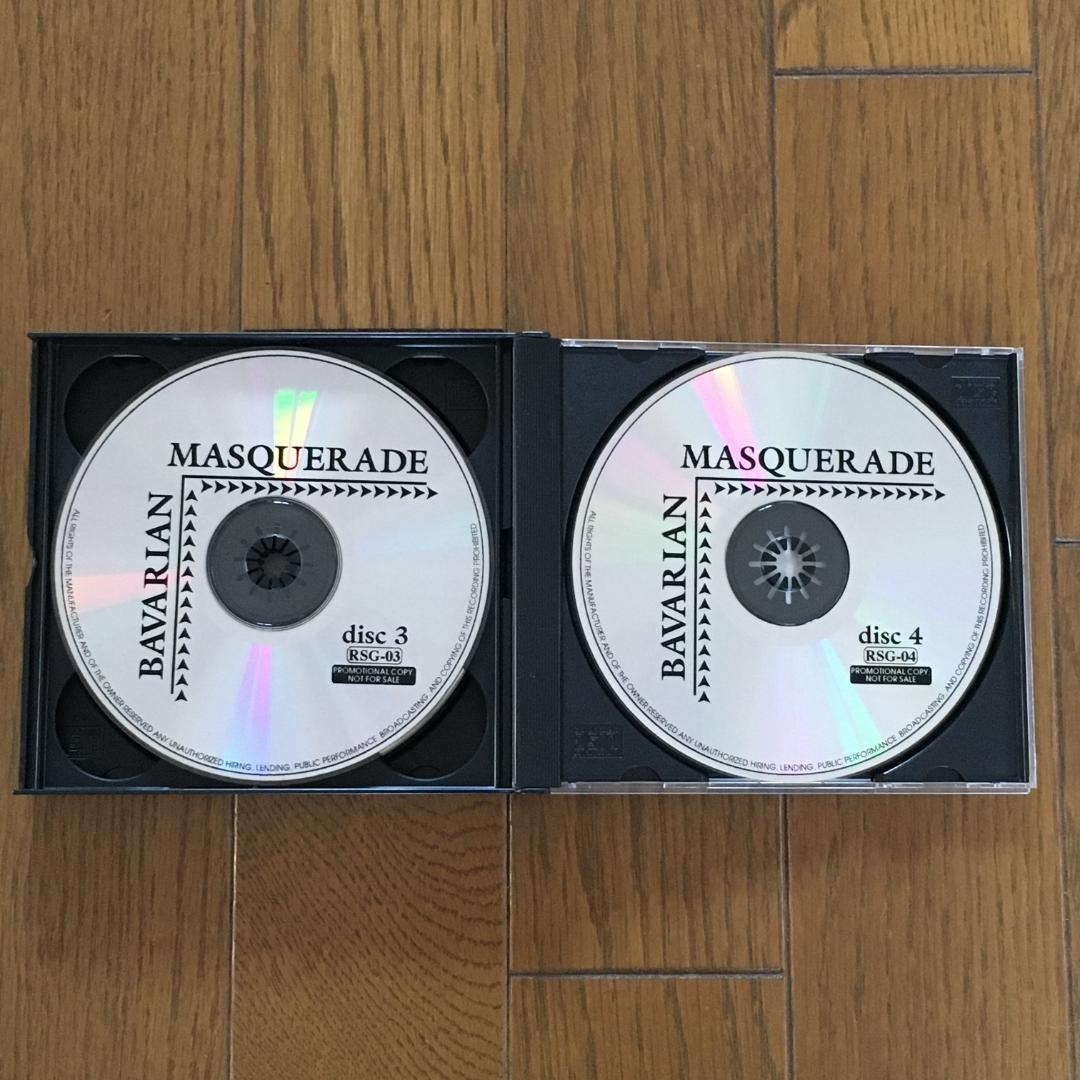 MASQUERADE
BAVARIAN
disc 3
RSG-03
PROMOTIONAL COPY
NOT FOR SALE
ALL RIGHTS OF THE MANUFACTURER AND OF THE OWNER RESERVED ANY UNAUTHORIZED HIRING, LENDING, PUBLIC PERFORMANCE BROADCASTING AND COPYING OF THIS RECORDING PROHIBITED
MASQUERADE
BAVARIAN
disc 4
RSG-04
PROMOTIONAL COPY
NOT FOR SALE
ALL RIGHTS OF THE MANUFACTURER AND OF THE OWNER RESERVED ANY UNAUTHORIZED HIRING, LENDING, PUBLIC PERFORMANCE BROADCASTING AND COPYING OF THIS RECORDING PROHIBITED